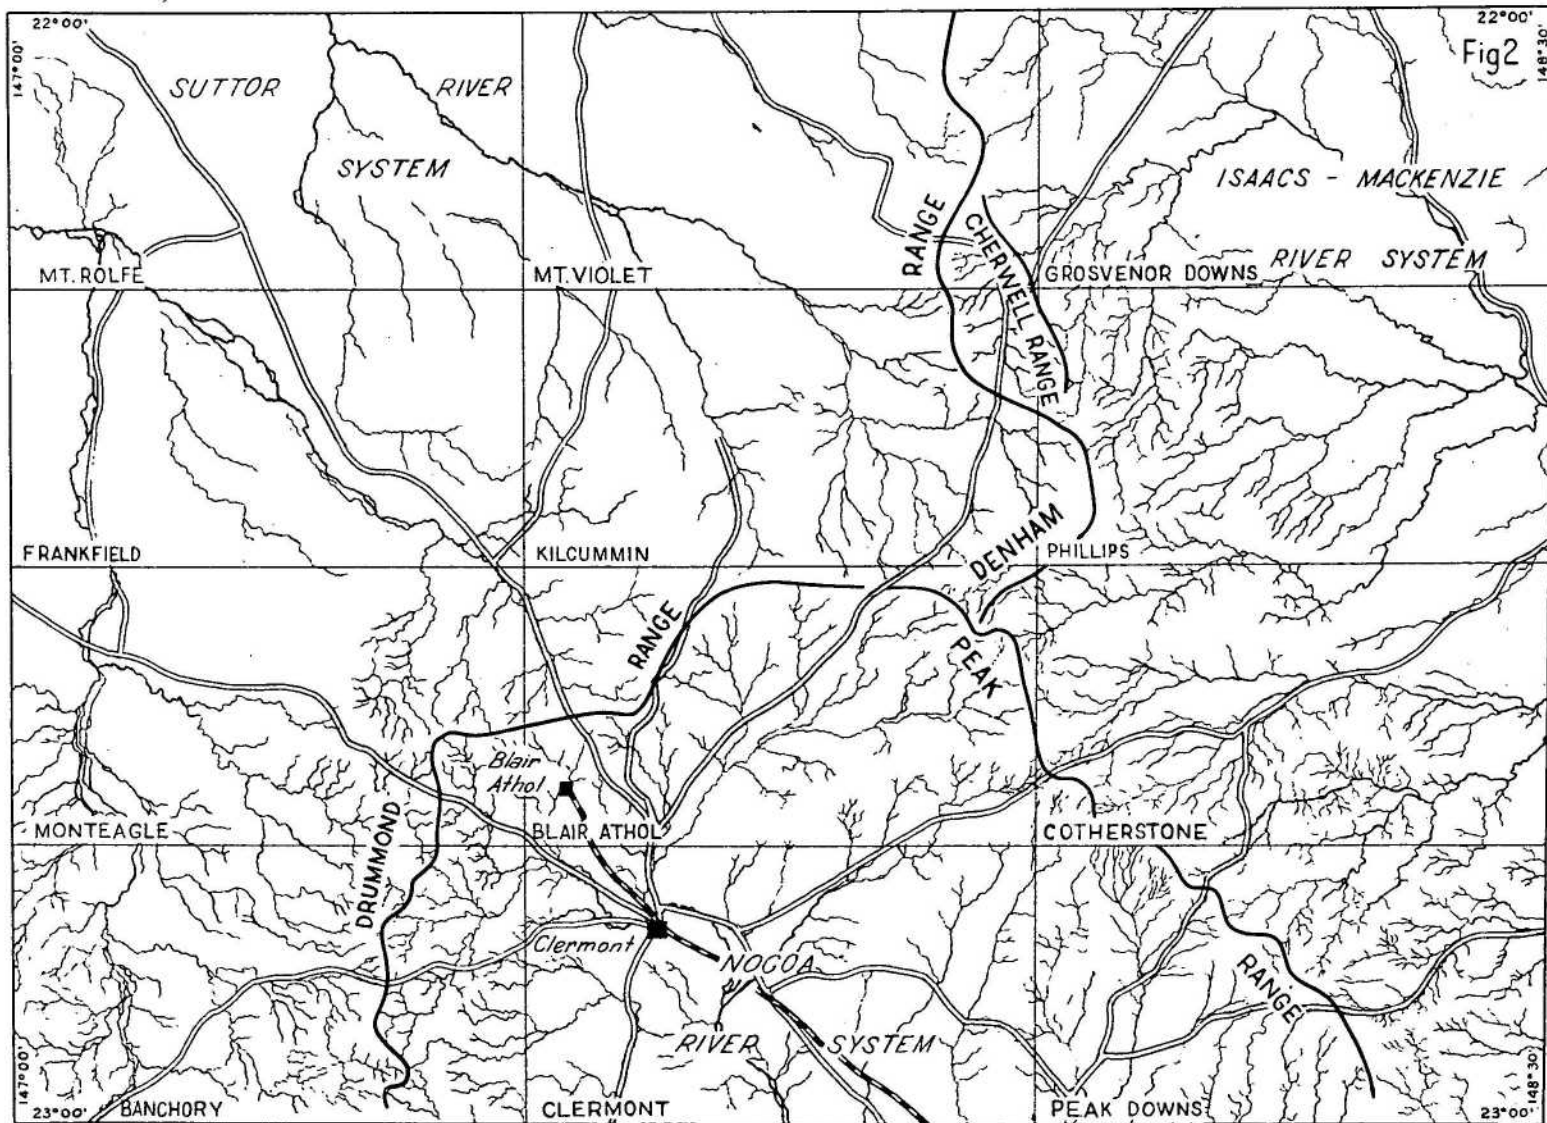 22°00'
22°00'
147°00'
148°30'
Fig2
SUTTOR RIVER
SYSTEM
ISAACS - MACKENZIE
RIVER SYSTEM
RANGE
CHERWELL RANGE
MT. ROLFE
MT. VIOLET
GROSVENOR DOWNS
DENHAM
FRANKFIELD
KILCUMMIN
PHILLIPS
RANGE
PEAK
Blair
Athol
DRUMMOND
MONTEAGLE
BLAIR ATHOL
COTHERSTONE
Clermont
NOGOA
RANGE
RIVER SYSTEM
147°00'
148°30'
23°00'
BANCHORY
CLERMONT
PEAK DOWNS
23°00'